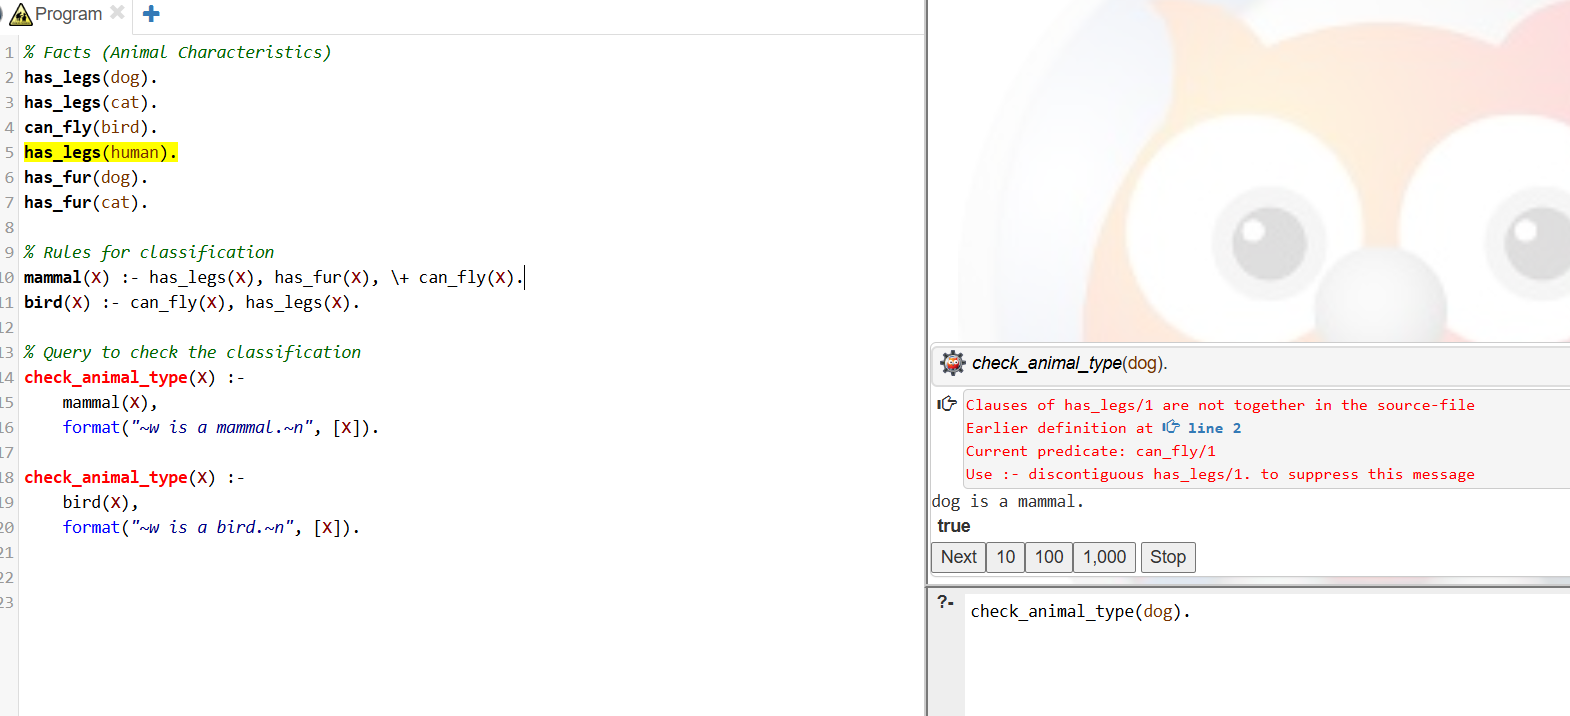 Program
1 % Facts (Animal Characteristics)
2 has_legs(dog).
3 has_legs(cat).
4 can_fly(bird).
5 has_legs(human).
6 has_fur(dog).
7 has_fur(cat).
8
9 % Rules for classification
10 mammal(X) :- has_legs(X), has_fur(X), \+ can_fly(X).
11 bird(X) :- can_fly(X), has_legs(X).
12
13 % Query to check the classification
14 check_animal_type(X) :-
15 mammal(X),
16 format("~w is a mammal.~n", [X]).
17
18 check_animal_type(X) :-
19 bird(X),
20 format("~w is a bird.~n", [X]).
21
22
23
check_animal_type(dog).
Clauses of has_legs/1 are not together in the source-file
Earlier definition at line 2
Current predicate: can_fly/1
Use :- discontiguous has_legs/1. to suppress this message
dog is a mammal.
true
Next 10 100 1,000 Stop
?- check_animal_type(dog).